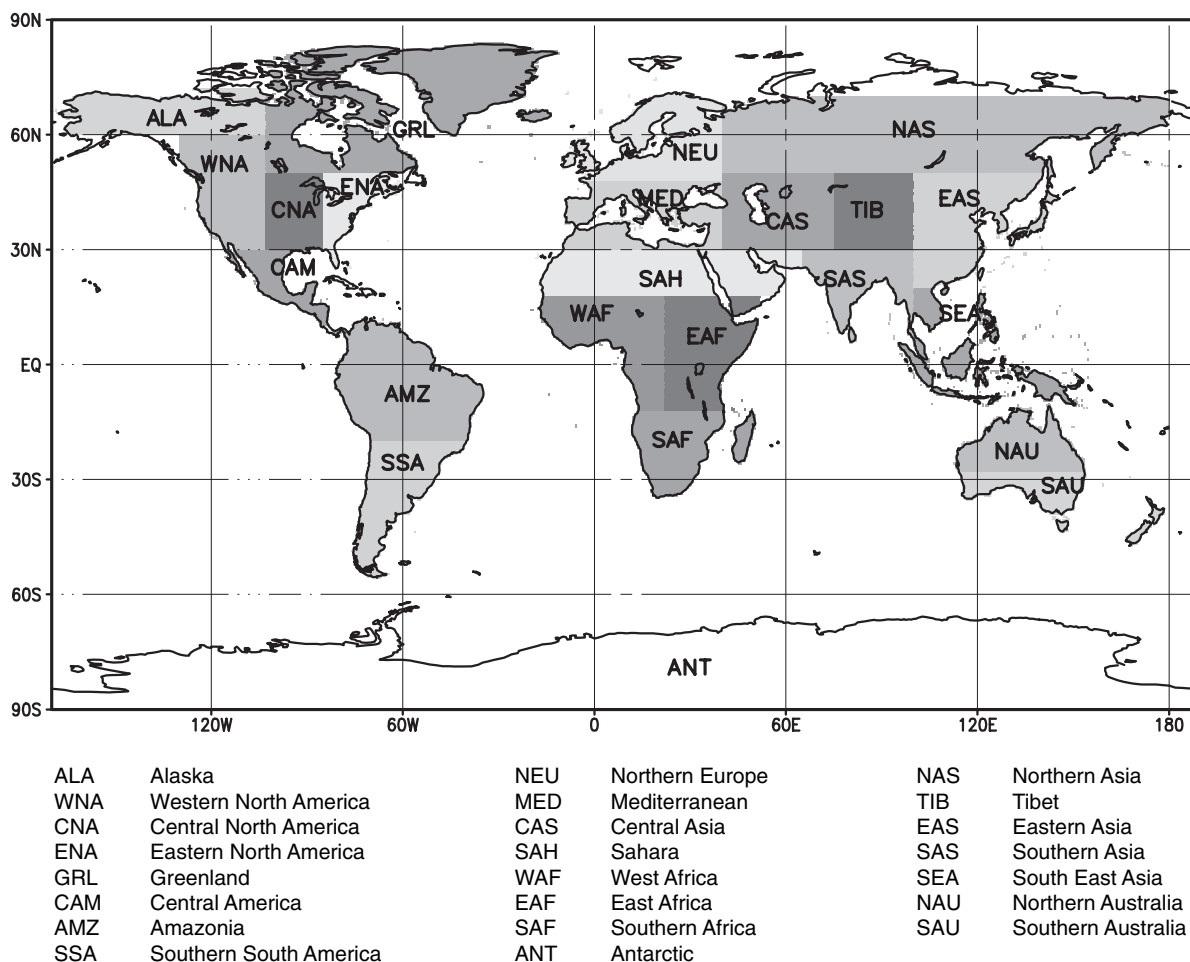 90N
60N
30N
EQ
30S
60S
90S
ALA
GRL
NAS
WNA
NEU
ENA
MED
EAS
CNA
CAS
TIB
CAM
SAH
SAS
WAF
SEA
EAF
AMZ
SAF
NAU
SSA
SAU
ANT
120W 60W 0 60E 120E 180
ALA Alaska NEU Northern Europe NAS Northern Asia
WNA Western North America MED Mediterranean TIB Tibet
CNA Central North America CAS Central Asia EAS Eastern Asia
ENA Eastern North America SAH Sahara SAS Southern Asia
GRL Greenland WAF West Africa SEA South East Asia
CAM Central America EAF East Africa NAU Northern Australia
AMZ Amazonia SAF Southern Africa SAU Southern Australia
SSA Southern South America ANT Antarctic